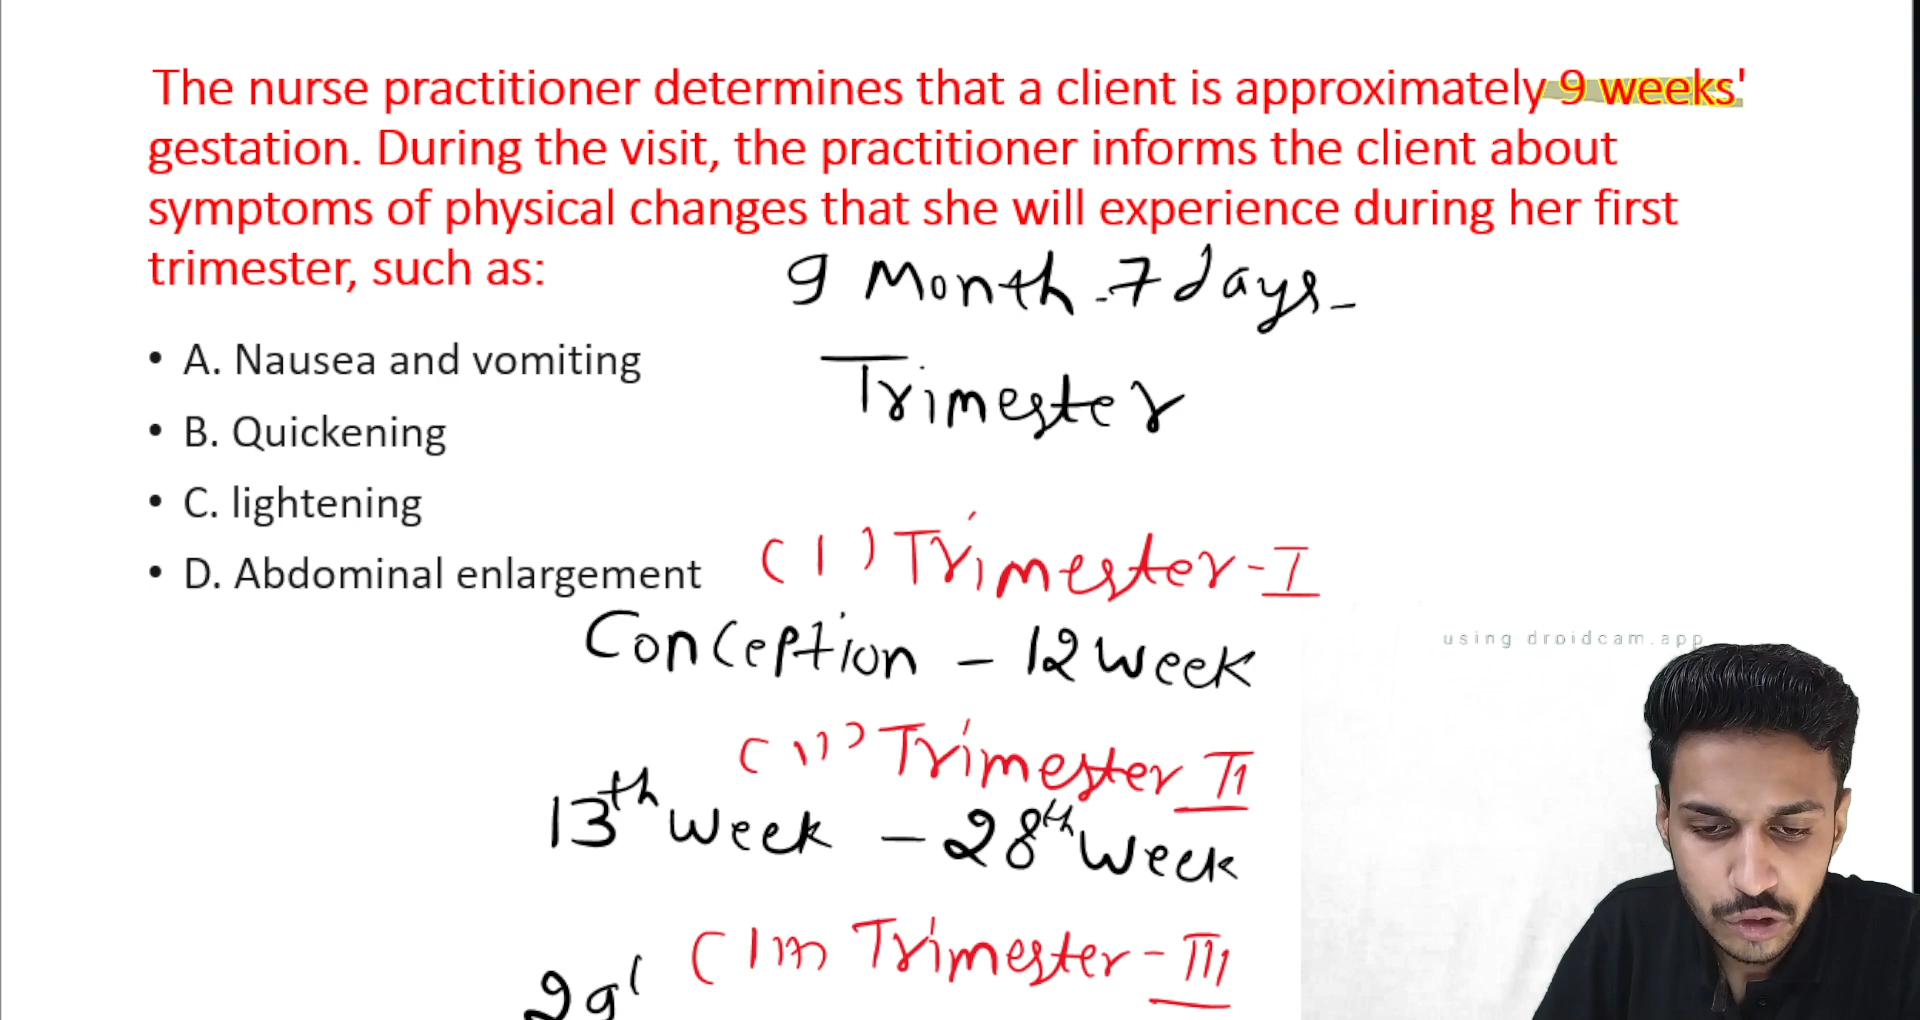 The nurse practitioner determines that a client is approximately 9 weeks'
gestation. During the visit, the practitioner informs the client about
symptoms of physical changes that she will experience during her first
trimester, such as:
9 Month - 7 days -
• A. Nausea and vomiting
Trimester
• B. Quickening
• C. lightening
• D. Abdominal enlargement
(I) Trimester - I
Conception - 12 week
using droidcam.app
(II) Trimester II
13th week - 28th week
(III) Trimester - III
29